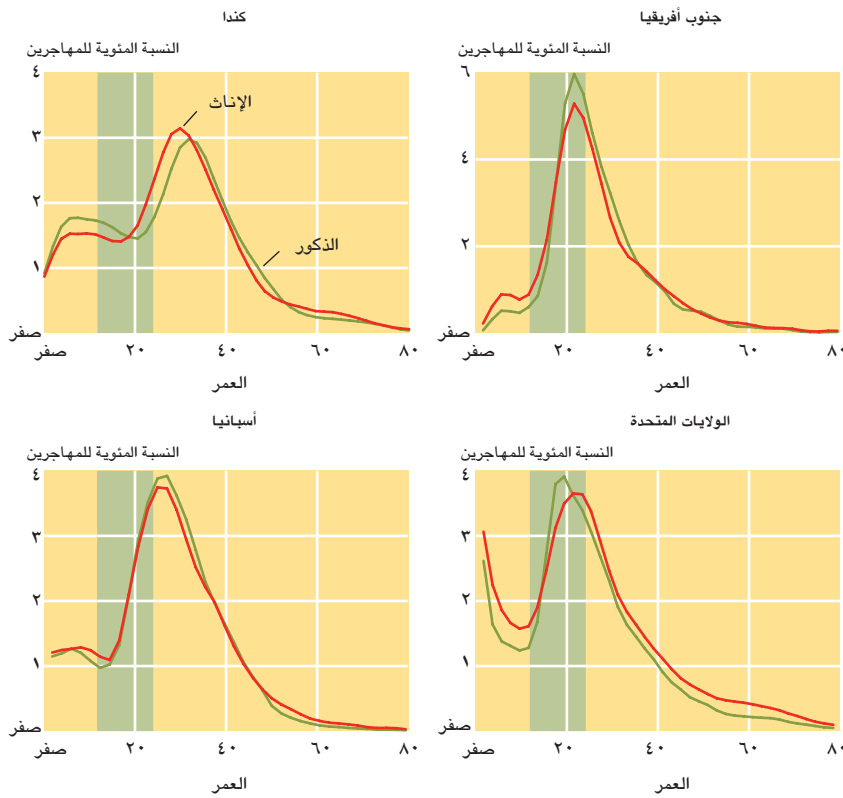 جنوب أفريقيا
النسبة المئوية للمهاجرين
٦
٤
٢
صفر
صفر ٢٠ ٤٠ ٦٠ ٨٠
العمر
كندا
النسبة المئوية للمهاجرين
٤
٣
٢
١
صفر
الإناث
الذكور
صفر ٢٠ ٤٠ ٦٠ ٨٠
العمر
الولايات المتحدة
النسبة المئوية للمهاجرين
٤
٣
٢
١
صفر
صفر ٢٠ ٤٠ ٦٠ ٨٠
العمر
أسبانيا
النسبة المئوية للمهاجرين
٤
٣
٢
١
صفر
صفر ٢٠ ٤٠ ٦٠ ٨٠
العمر